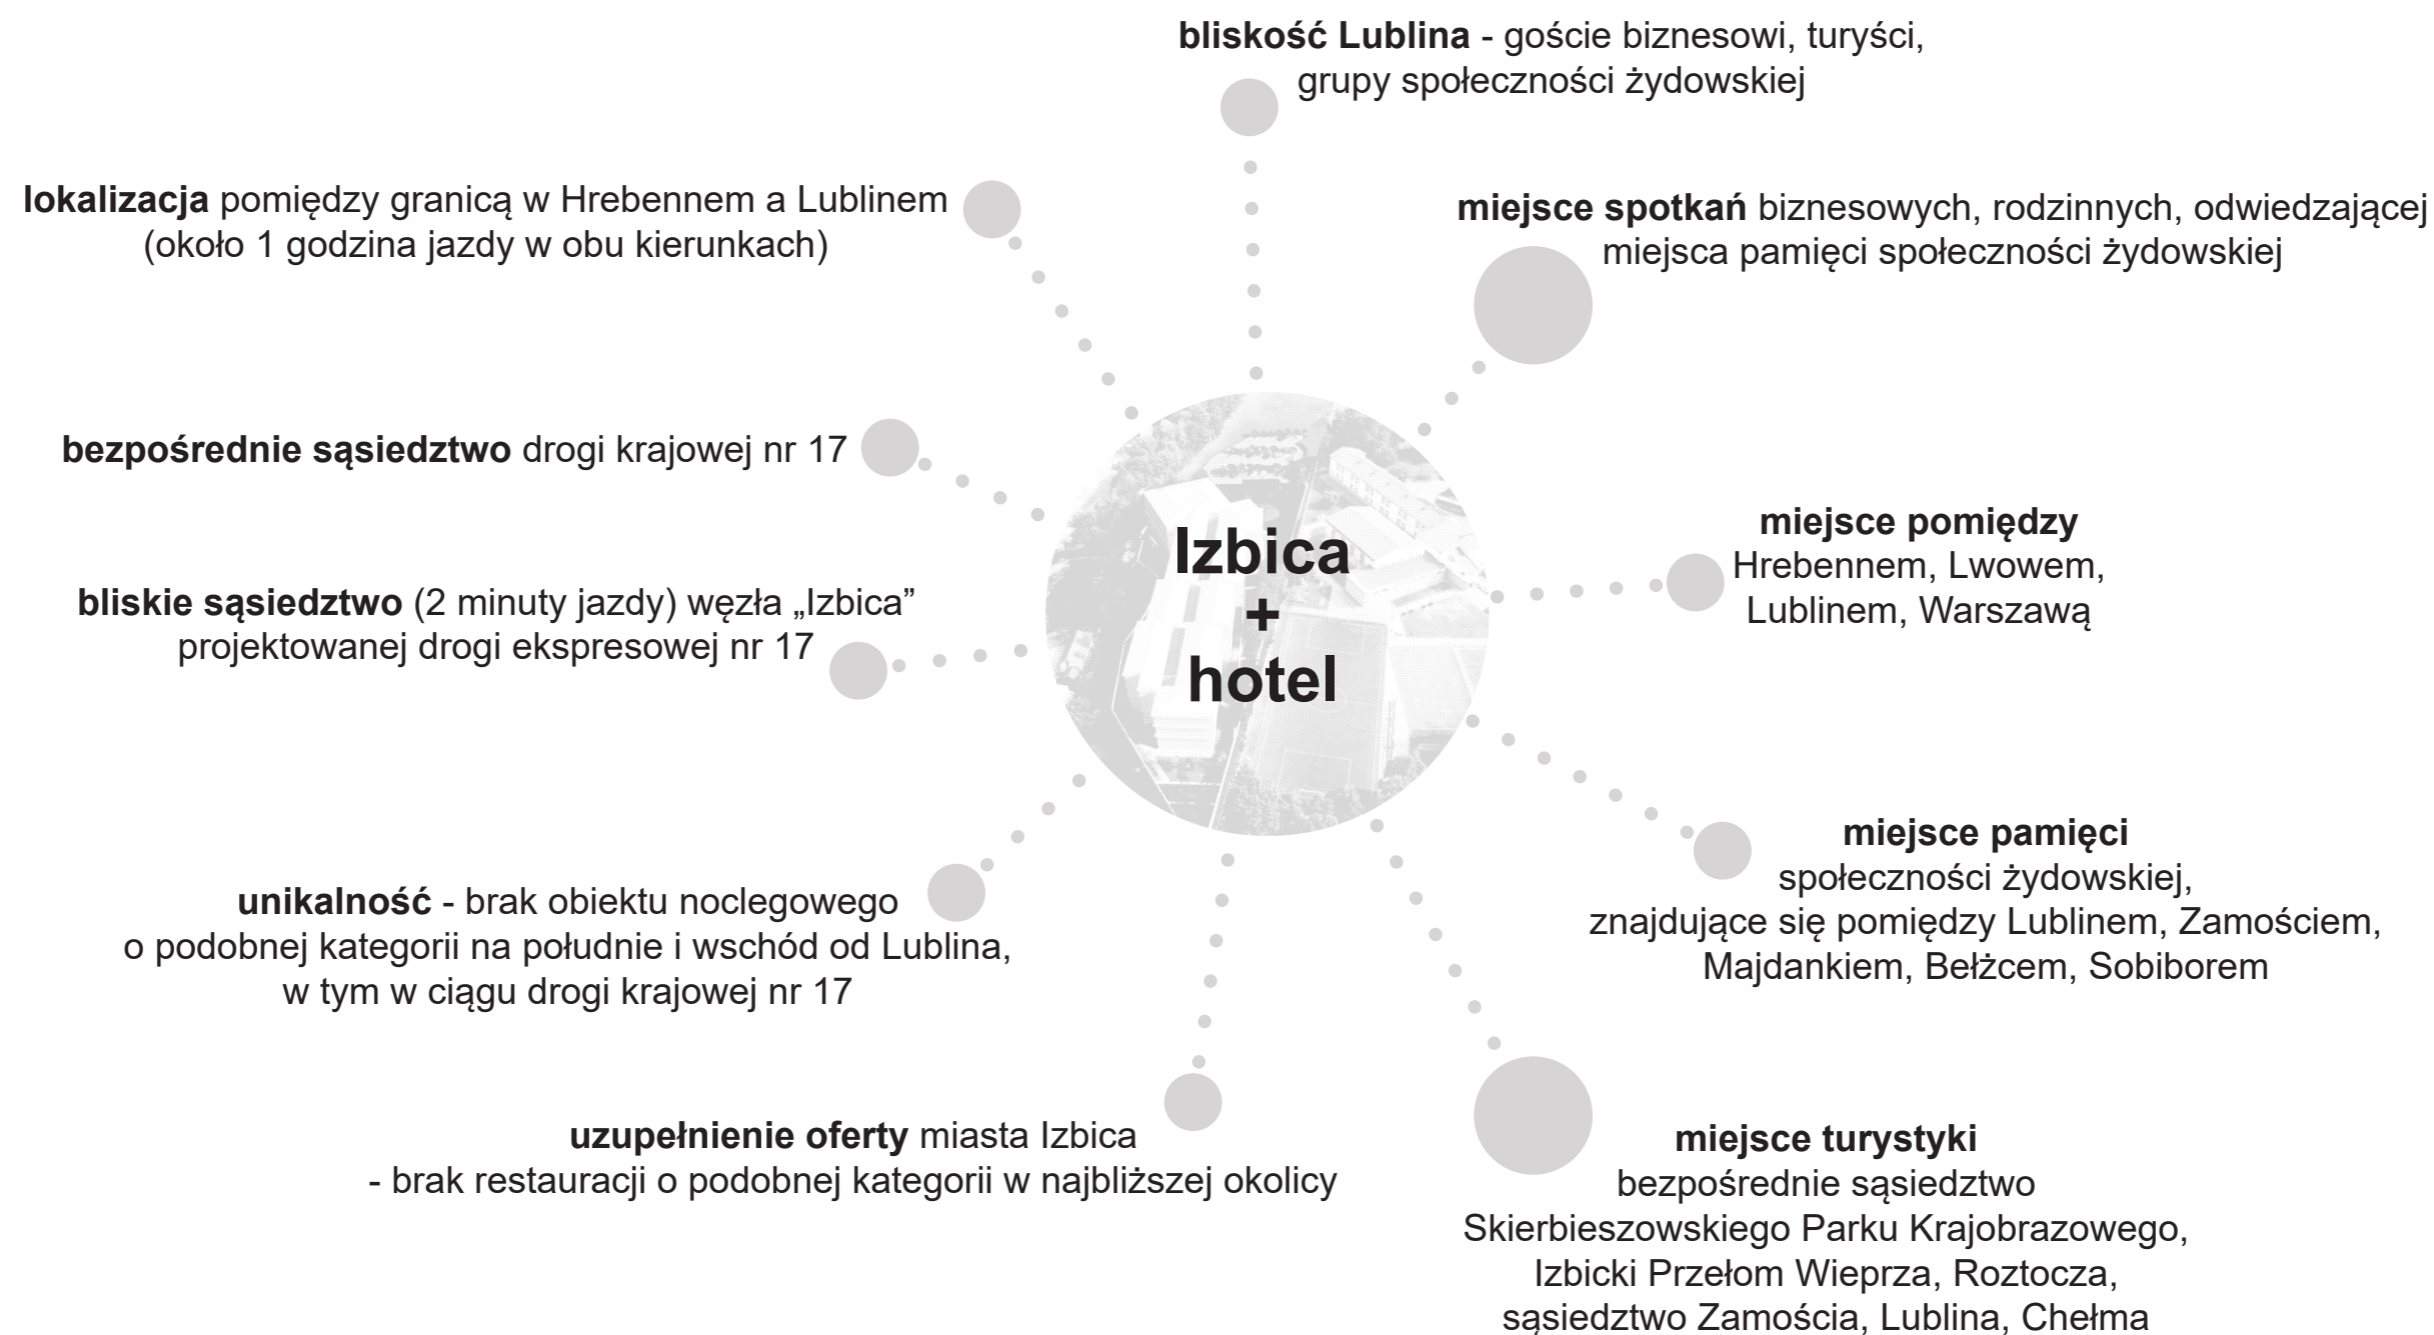 bliskość Lublina - goście biznesowi, turyści,
grupy społeczności żydowskiej
lokalizacja pomiędzy granicą w Hrebennem a Lublinem
(około 1 godzina jazdy w obu kierunkach)
miejsce spotkań biznesowych, rodzinnych, odwiedzającej
miejsca pamięci społeczności żydowskiej
bezpośrednie sąsiedztwo drogi krajowej nr 17
bliskie sąsiedztwo (2 minuty jazdy) węzła „Izbica”
projektowanej drogi ekspresowej nr 17
Izbica
+
hotel
miejsce pomiędzy
Hrebennem, Lwowem,
Lublinem, Warszawą
unikalność - brak obiektu noclegowego
o podobnej kategorii na południe i wschód od Lublina,
w tym w ciągu drogi krajowej nr 17
miejsce pamięci
społeczności żydowskiej,
znajdujące się pomiędzy Lublinem, Zamościem,
Majdankiem, Bełżcem, Sobiborem
uzupełnienie oferty miasta Izbica
- brak restauracji o podobnej kategorii w najbliższej okolicy
miejsce turystyki
bezpośrednie sąsiedztwo
Skierbieszowskiego Parku Krajobrazowego,
Izbicki Przełom Wieprza, Roztocza,
sąsiedztwo Zamościa, Lublina, Chełma